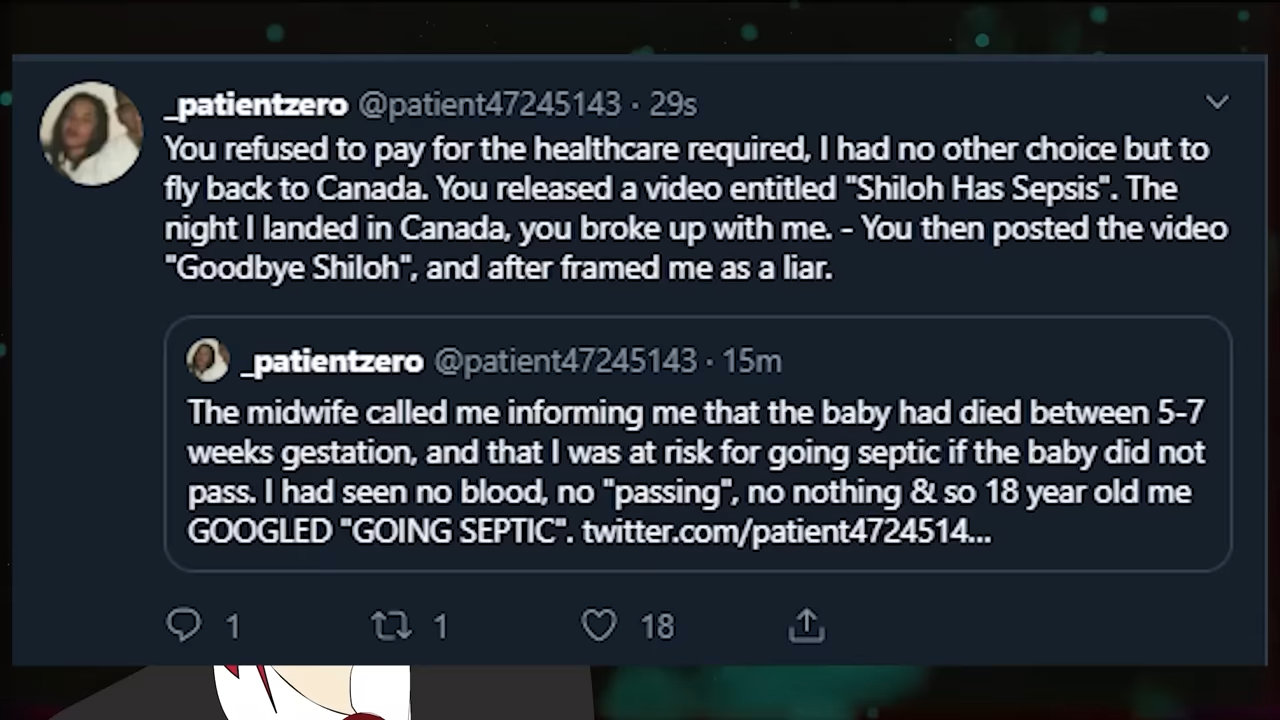 _patientzero @patient47245143 · 29s
You refused to pay for the healthcare required, I had no other choice but to
fly back to Canada. You released a video entitled "Shiloh Has Sepsis". The
night I landed in Canada, you broke up with me. - You then posted the video
"Goodbye Shiloh", and after framed me as a liar.
_patientzero @patient47245143 · 15m
The midwife called me informing me that the baby had died between 5-7
weeks gestation, and that I was at risk for going septic if the baby did not
pass. I had seen no blood, no "passing", no nothing & so 18 year old me
GOOGLED "GOING SEPTIC". twitter.com/patient4724514...
1 1 18